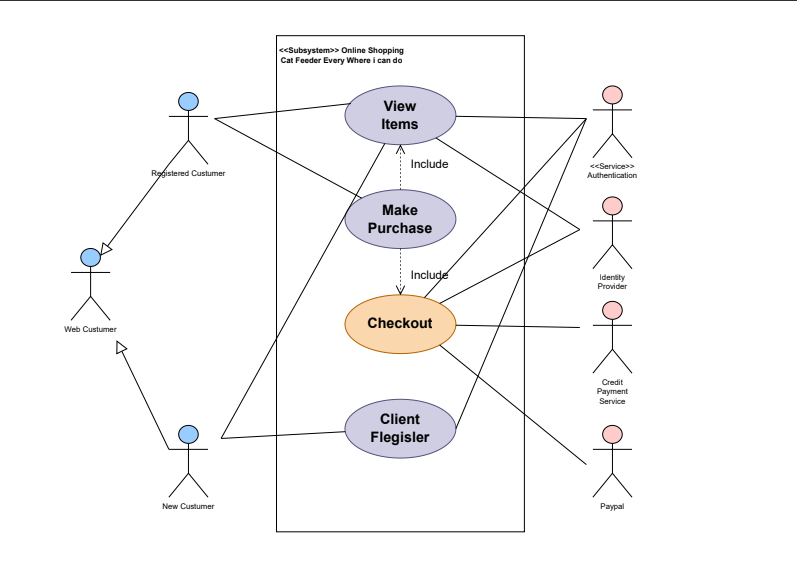 <<Subsystem>> Online Shopping
Cat Feeder Every Where i can do
View
Items
Include
Make
Purchase
Include
Checkout
Client
Flegisler
Registered Custumer
Web Custumer
New Custumer
<<Service>>
Authentication
Identity
Provider
Credit
Payment
Service
Paypal